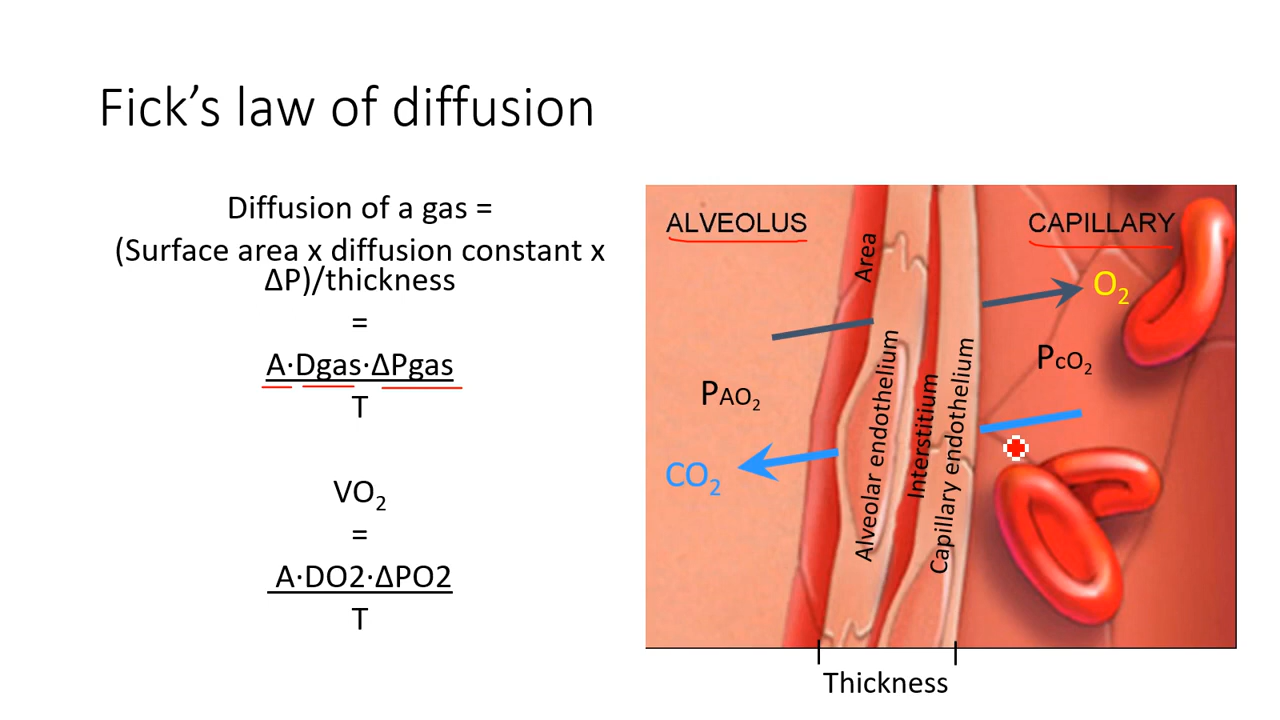 Fick's law of diffusion
Diffusion of a gas =
(Surface area x diffusion constant x
ΔP)/thickness
=
A·Dgas·ΔPgas
T
VO₂
=
A·DO2·ΔPO2
T
ALVEOLUS
CAPILLARY
Area
O₂
PcO₂
PAO₂
CO₂
Alveolar endothelium
Interstitium
Capillary endothelium
Thickness